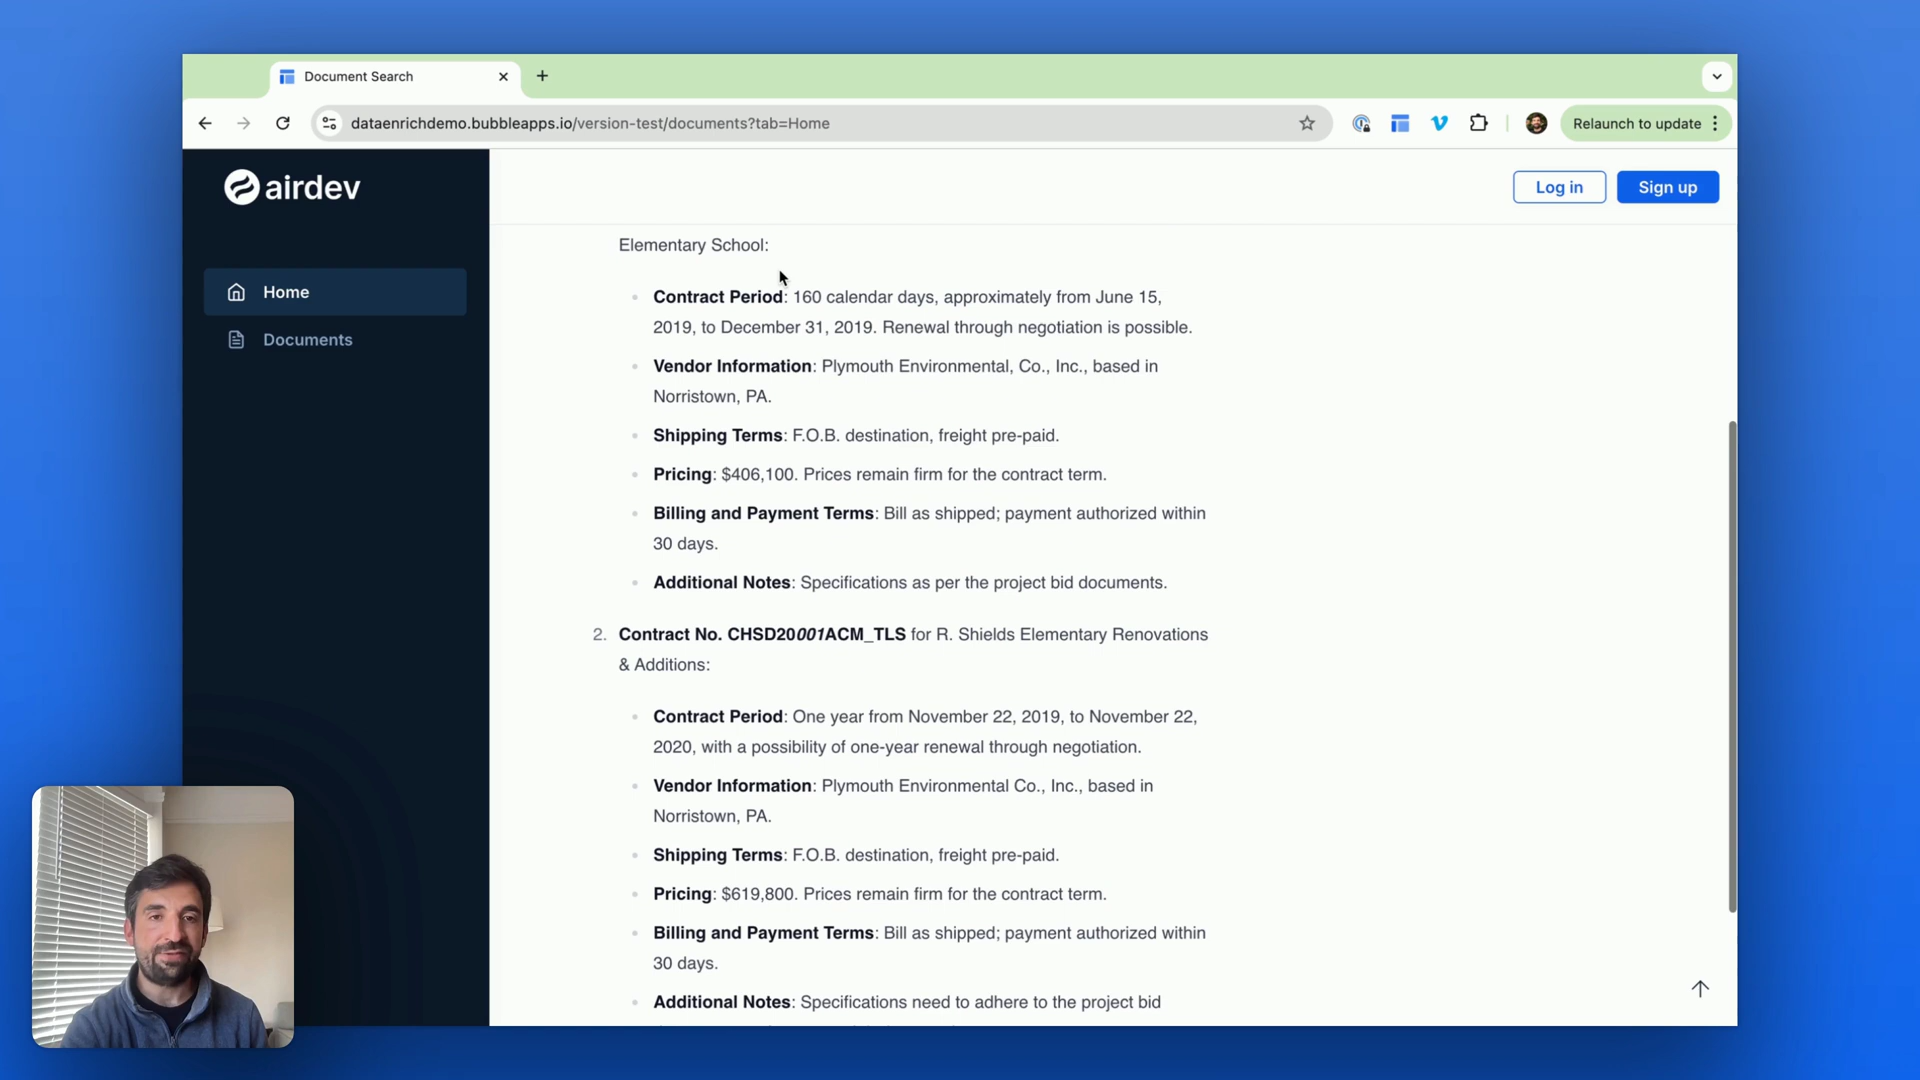 Document Search
dataenrichdemo.bubbleapps.io/version-test/documents?tab=Home
Relaunch to update
airdev
Log in
Sign up
Home
Documents
Elementary School:
Contract Period: 160 calendar days, approximately from June 15,
2019, to December 31, 2019. Renewal through negotiation is possible.
Vendor Information: Plymouth Environmental, Co., Inc., based in
Norristown, PA.
Shipping Terms: F.O.B. destination, freight pre-paid.
Pricing: $406,100. Prices remain firm for the contract term.
Billing and Payment Terms: Bill as shipped; payment authorized within
30 days.
Additional Notes: Specifications as per the project bid documents.
2. Contract No. CHSD20001ACM_TLS for R. Shields Elementary Renovations
& Additions:
Contract Period: One year from November 22, 2019, to November 22,
2020, with a possibility of one-year renewal through negotiation.
Vendor Information: Plymouth Environmental Co., Inc., based in
Norristown, PA.
Shipping Terms: F.O.B. destination, freight pre-paid.
Pricing: $619,800. Prices remain firm for the contract term.
Billing and Payment Terms: Bill as shipped; payment authorized within
30 days.
Additional Notes: Specifications need to adhere to the project bid